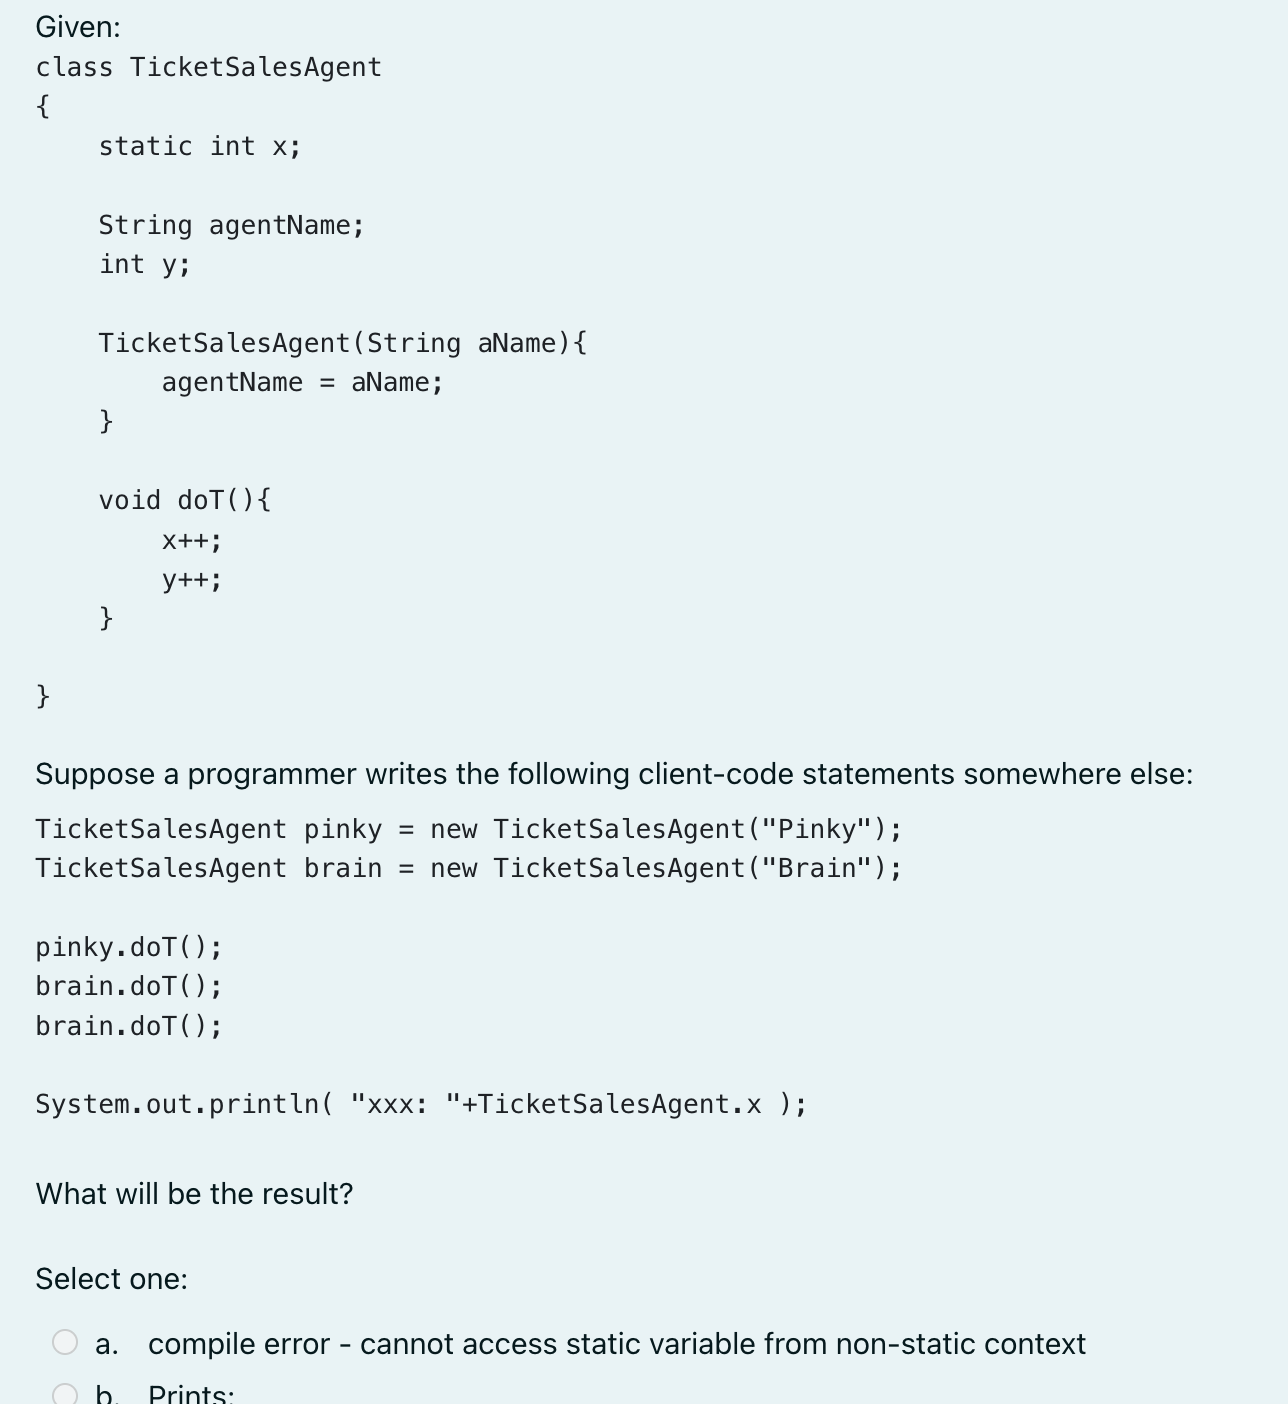 Given:
class TicketSalesAgent
{
    static int x;
    String agentName;
    int y;
    TicketSalesAgent(String aName){
        agentName = aName;
    }
    void doT(){
        x++;
        y++;
    }
}
Suppose a programmer writes the following client-code statements somewhere else:
TicketSalesAgent pinky = new TicketSalesAgent("Pinky");
TicketSalesAgent brain = new TicketSalesAgent("Brain");
pinky.doT();
brain.doT();
brain.doT();
System.out.println( "xxx: "+TicketSalesAgent.x );
What will be the result?
Select one:
a. compile error - cannot access static variable from non-static context
b. Prints: